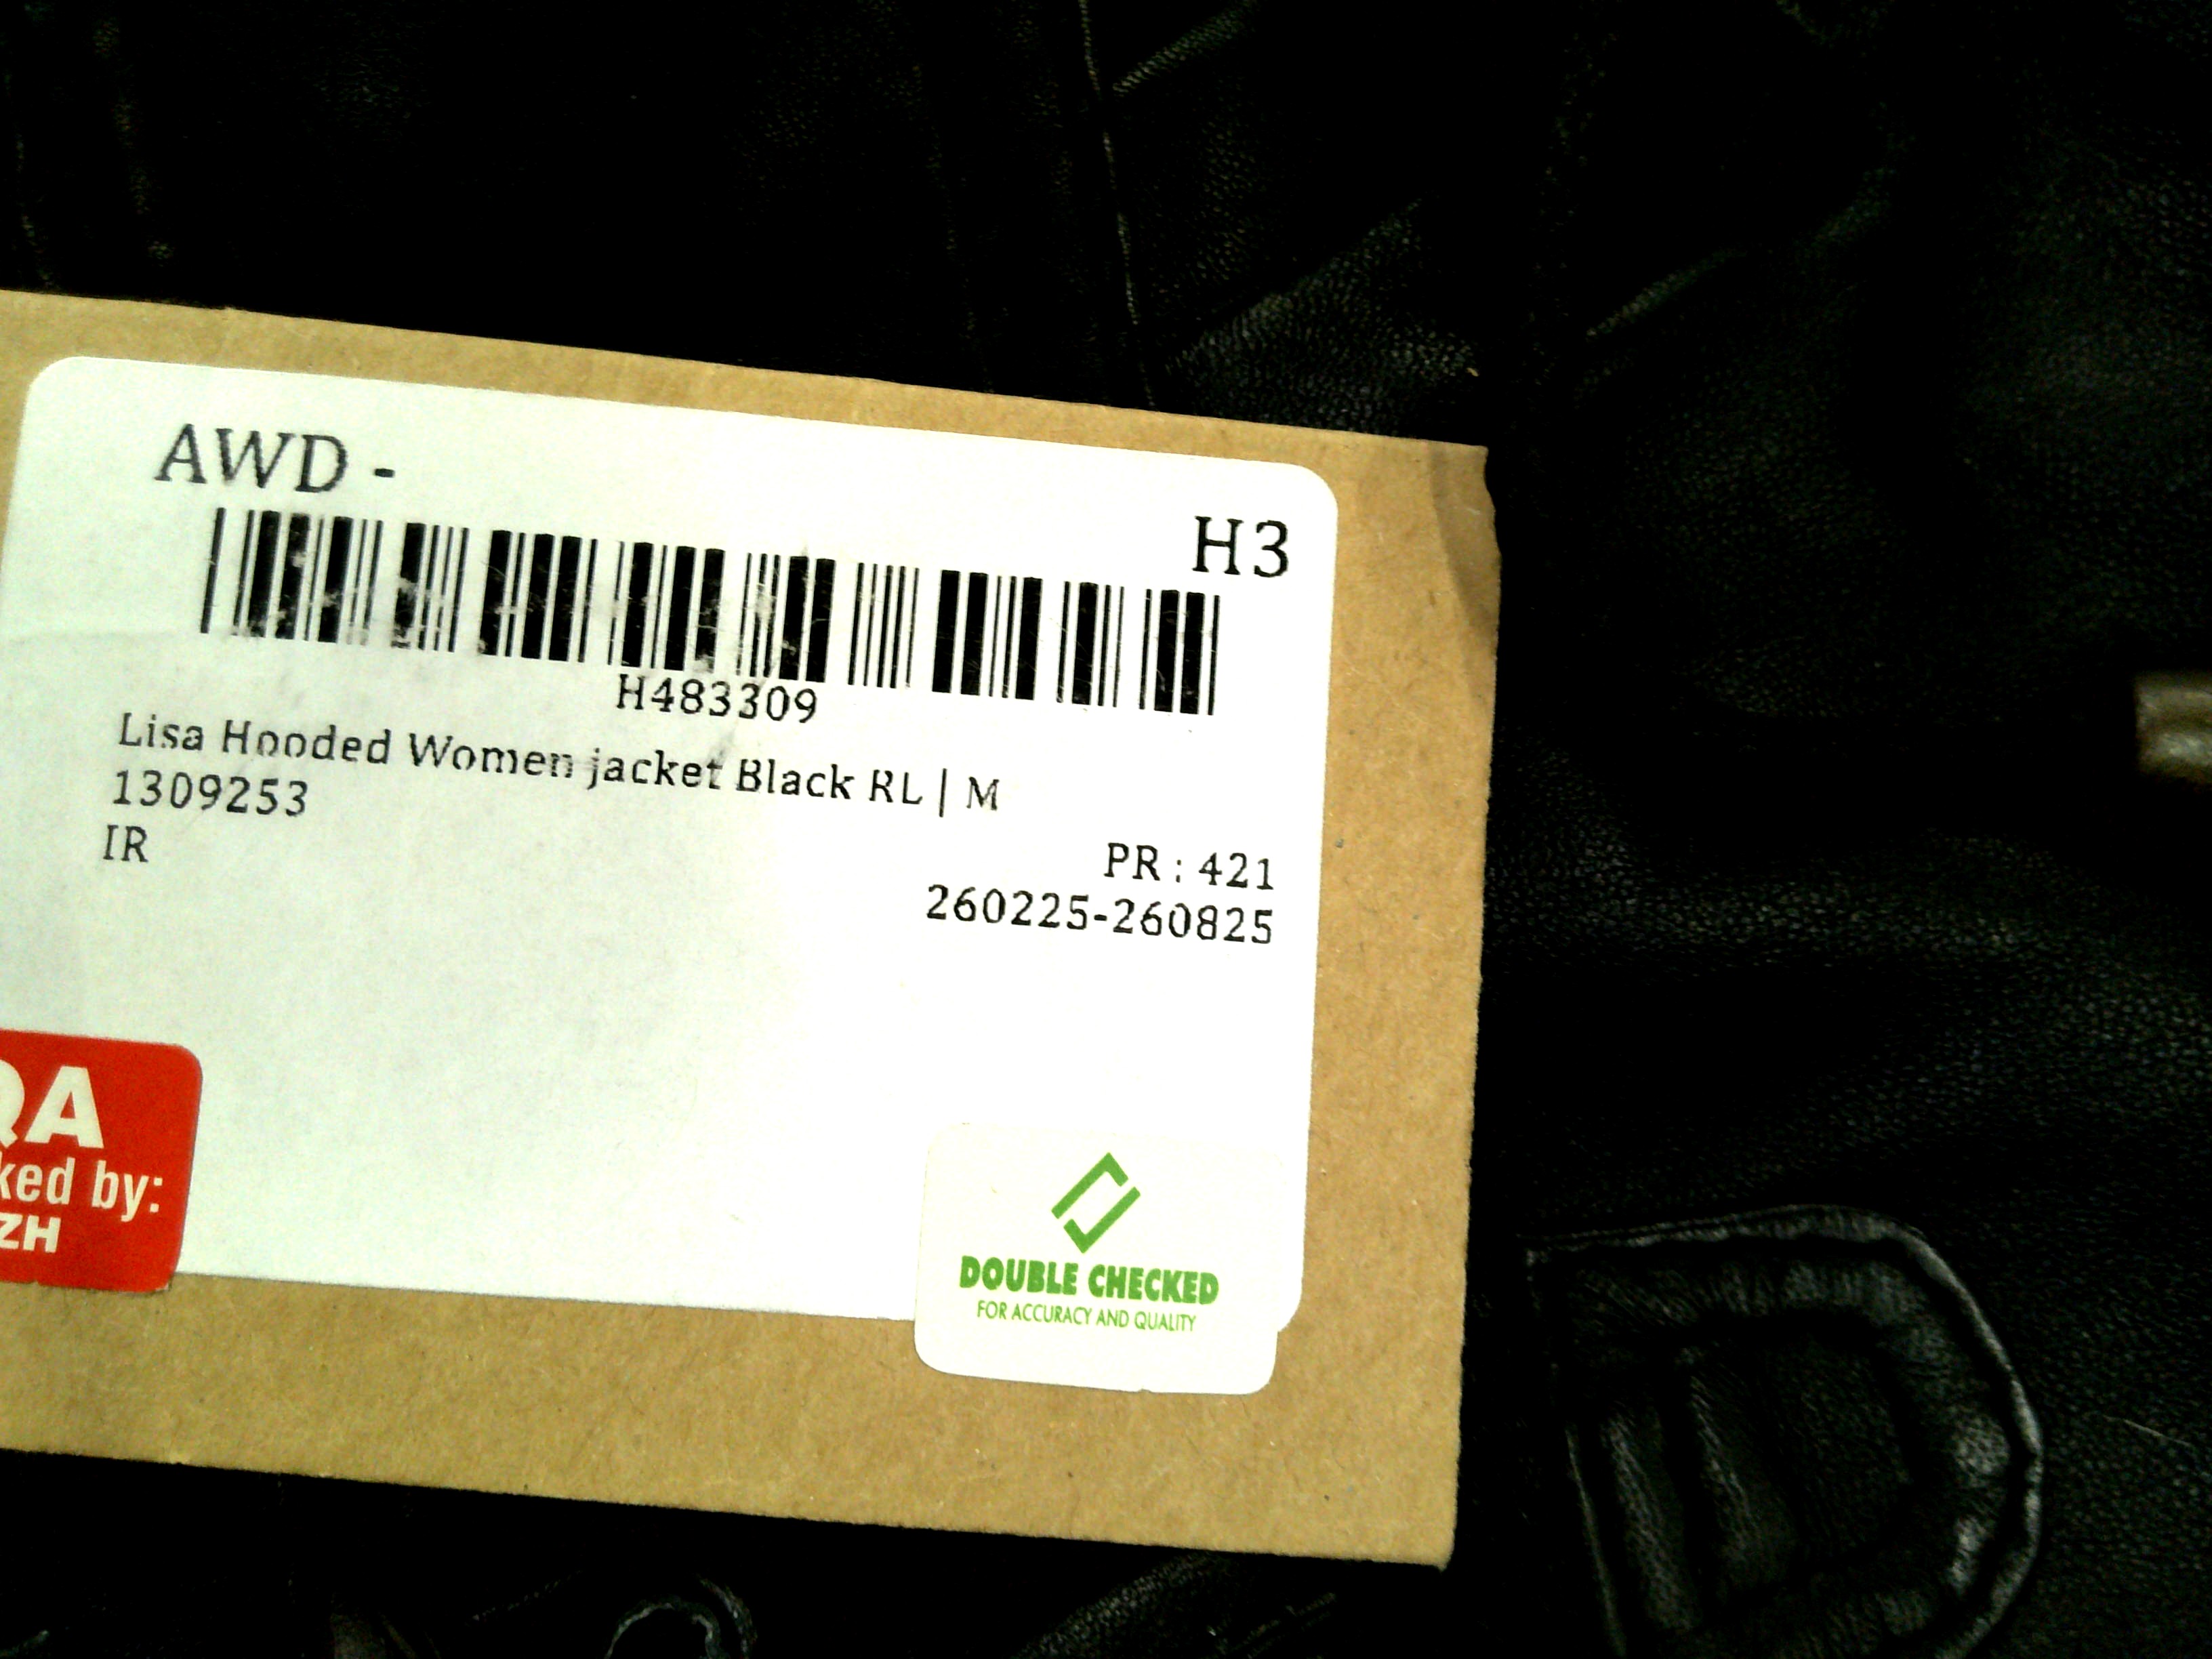 AWD -
H3
H483309
Lisa Hooded Women jacket Black RL | M
1309253
IR
PR : 421
260225-260825
QA
ked by:
ZH
DOUBLE CHECKED
FOR ACCURACY AND QUALITY